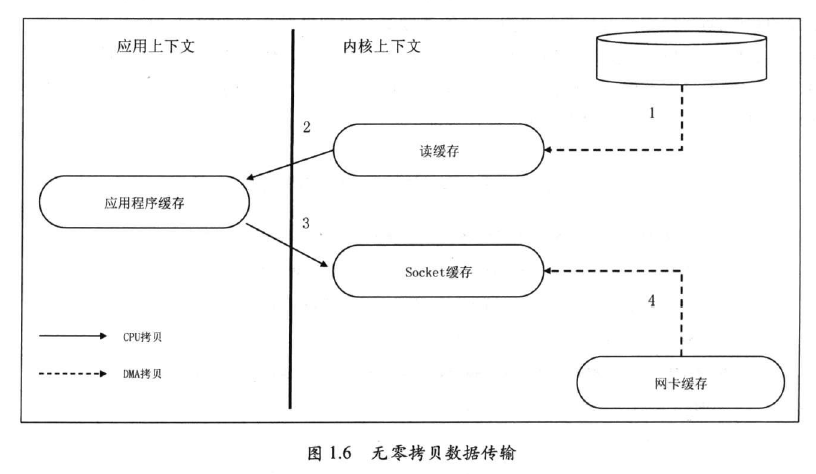 应用上下文
内核上下文
1
2
读缓存
应用程序缓存
3
Socket缓存
4
CPU拷贝
DMA拷贝
网卡缓存
图 1.6 无零拷贝数据传输